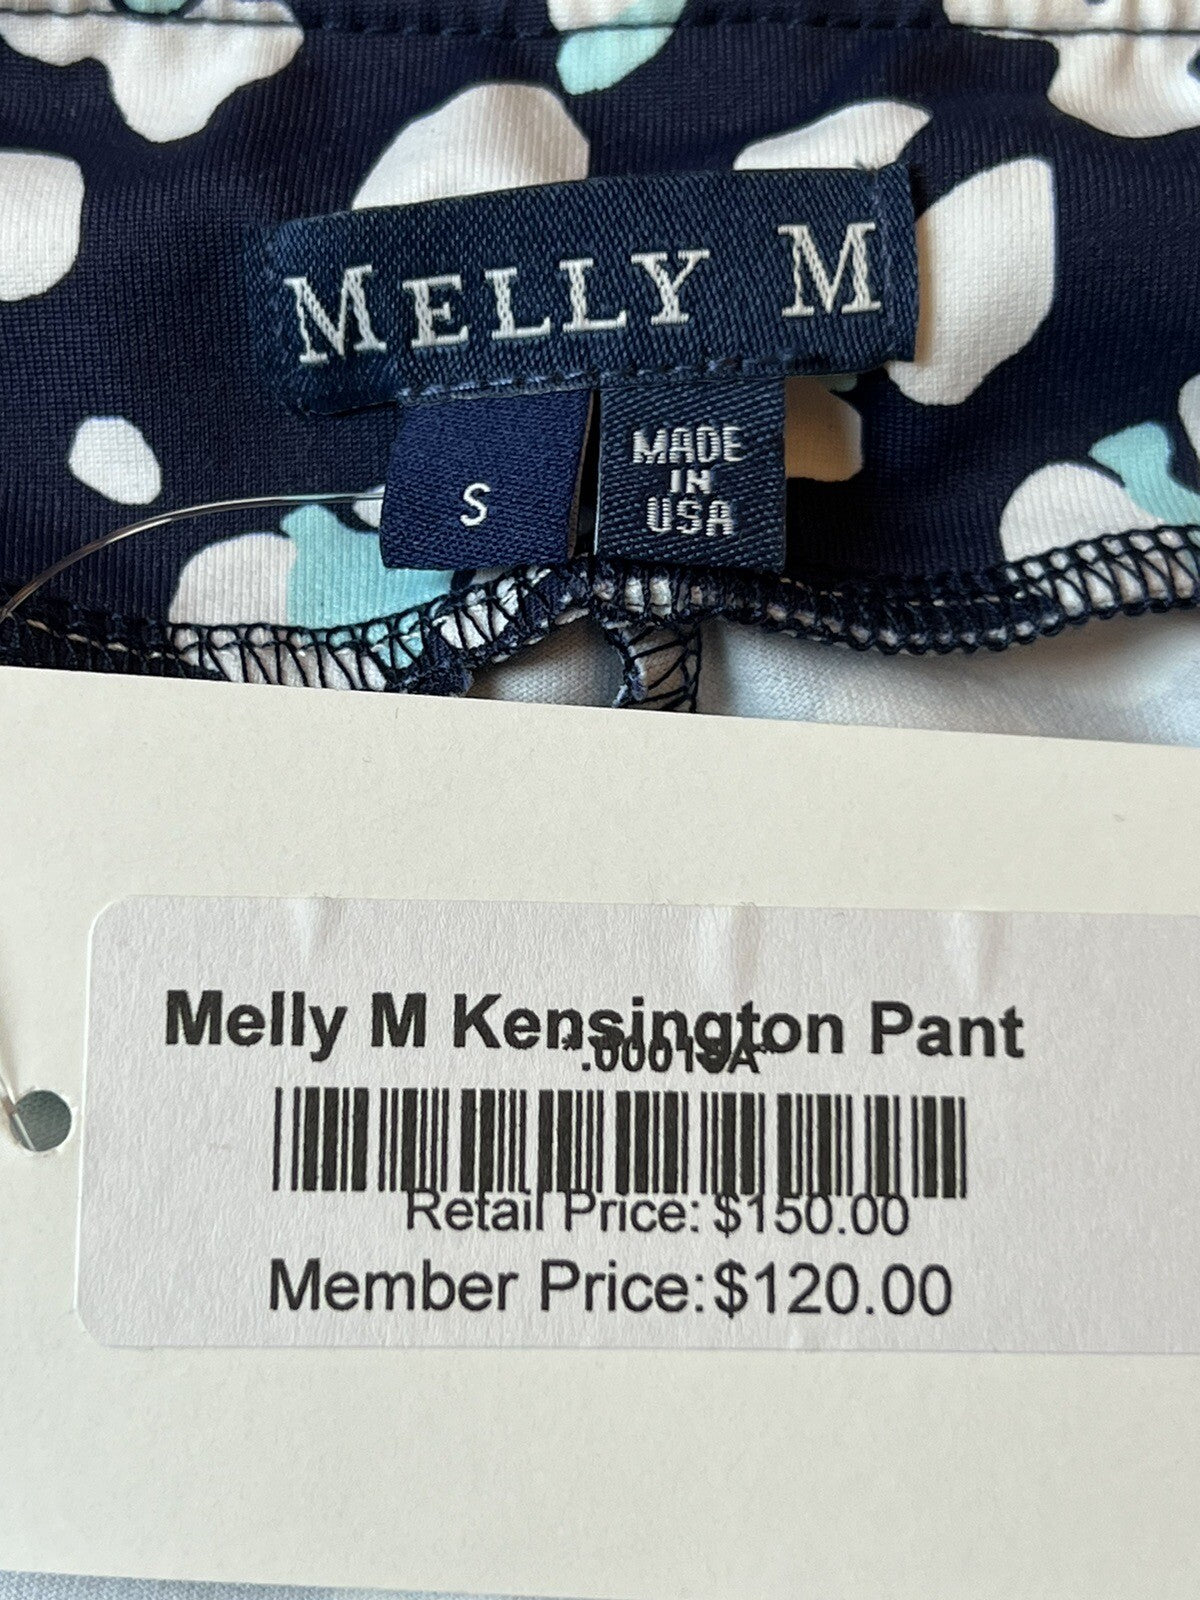 MELLY M
S
MADE
IN
USA
Melly M Kensington Pant
Retail Price: $150.00
Member Price: $120.00